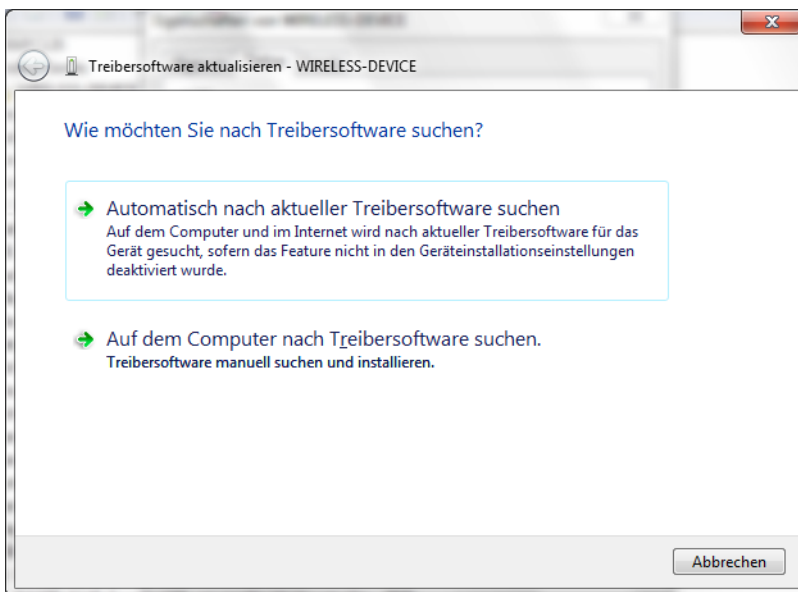 Treibersoftware aktualisieren - WIRELESS-DEVICE
Wie möchten Sie nach Treibersoftware suchen?
Automatisch nach aktueller Treibersoftware suchen
Auf dem Computer und im Internet wird nach aktueller Treibersoftware für das
Gerät gesucht, sofern das Feature nicht in den Geräteinstallationseinstellungen
deaktiviert wurde.
Auf dem Computer nach Treibersoftware suchen.
Treibersoftware manuell suchen und installieren.
Abbrechen